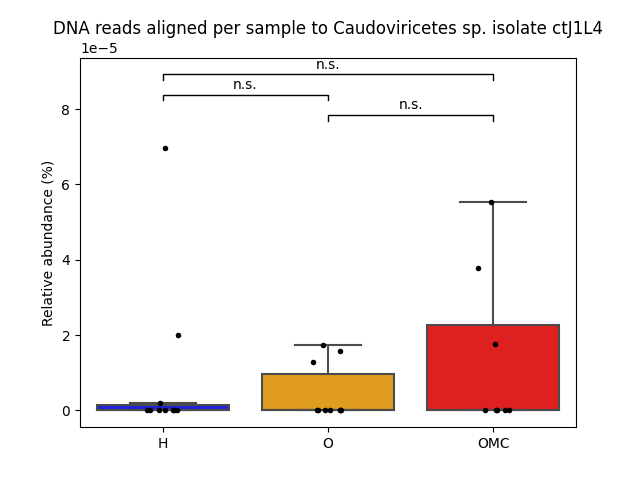 DNA reads aligned per sample to Caudoviricetes sp. isolate ctJ1L4
1e−5
n.s.
n.s.
n.s.
8
6
4
2
0
Relative abundance (%)
H
O
OMC